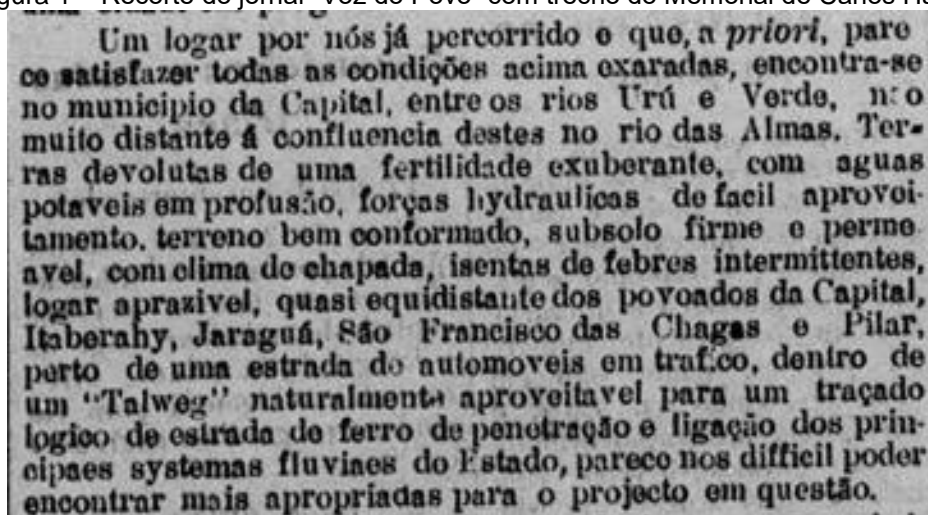 Um logar por nós já percorrido e que, a priori, pare
ce satisfazer todas as condições acima exaradas, encontra-se
no municipio da Capital, entre os rios Urú e Verde, não
muito distante á confluencia destes no rio das Almas. Ter-
ras devolutas de uma fertilidade exuberante, com aguas
potaveis em profusão, forças hydraulicas de facil aprovei-
tamento, terreno bem conformado, subsolo firme e perme
avel, com clima de chapada, isentas de febres intermittentes,
logar aprazivel, quasi equidistante dos povoados da Capital,
Itaberahy, Jaraguá, São Francisco das Chagas e Pilar,
perto de uma estrada de automoveis em trafico, dentro de
um "Talweg" naturalmente aproveitavel para um traçado
logico de estrada de ferro de penetração e ligação dos prin-
cipaes systemas fluviaes do Estado, parece nos difficil poder
encontrar mais apropriadas para o projecto em questão.